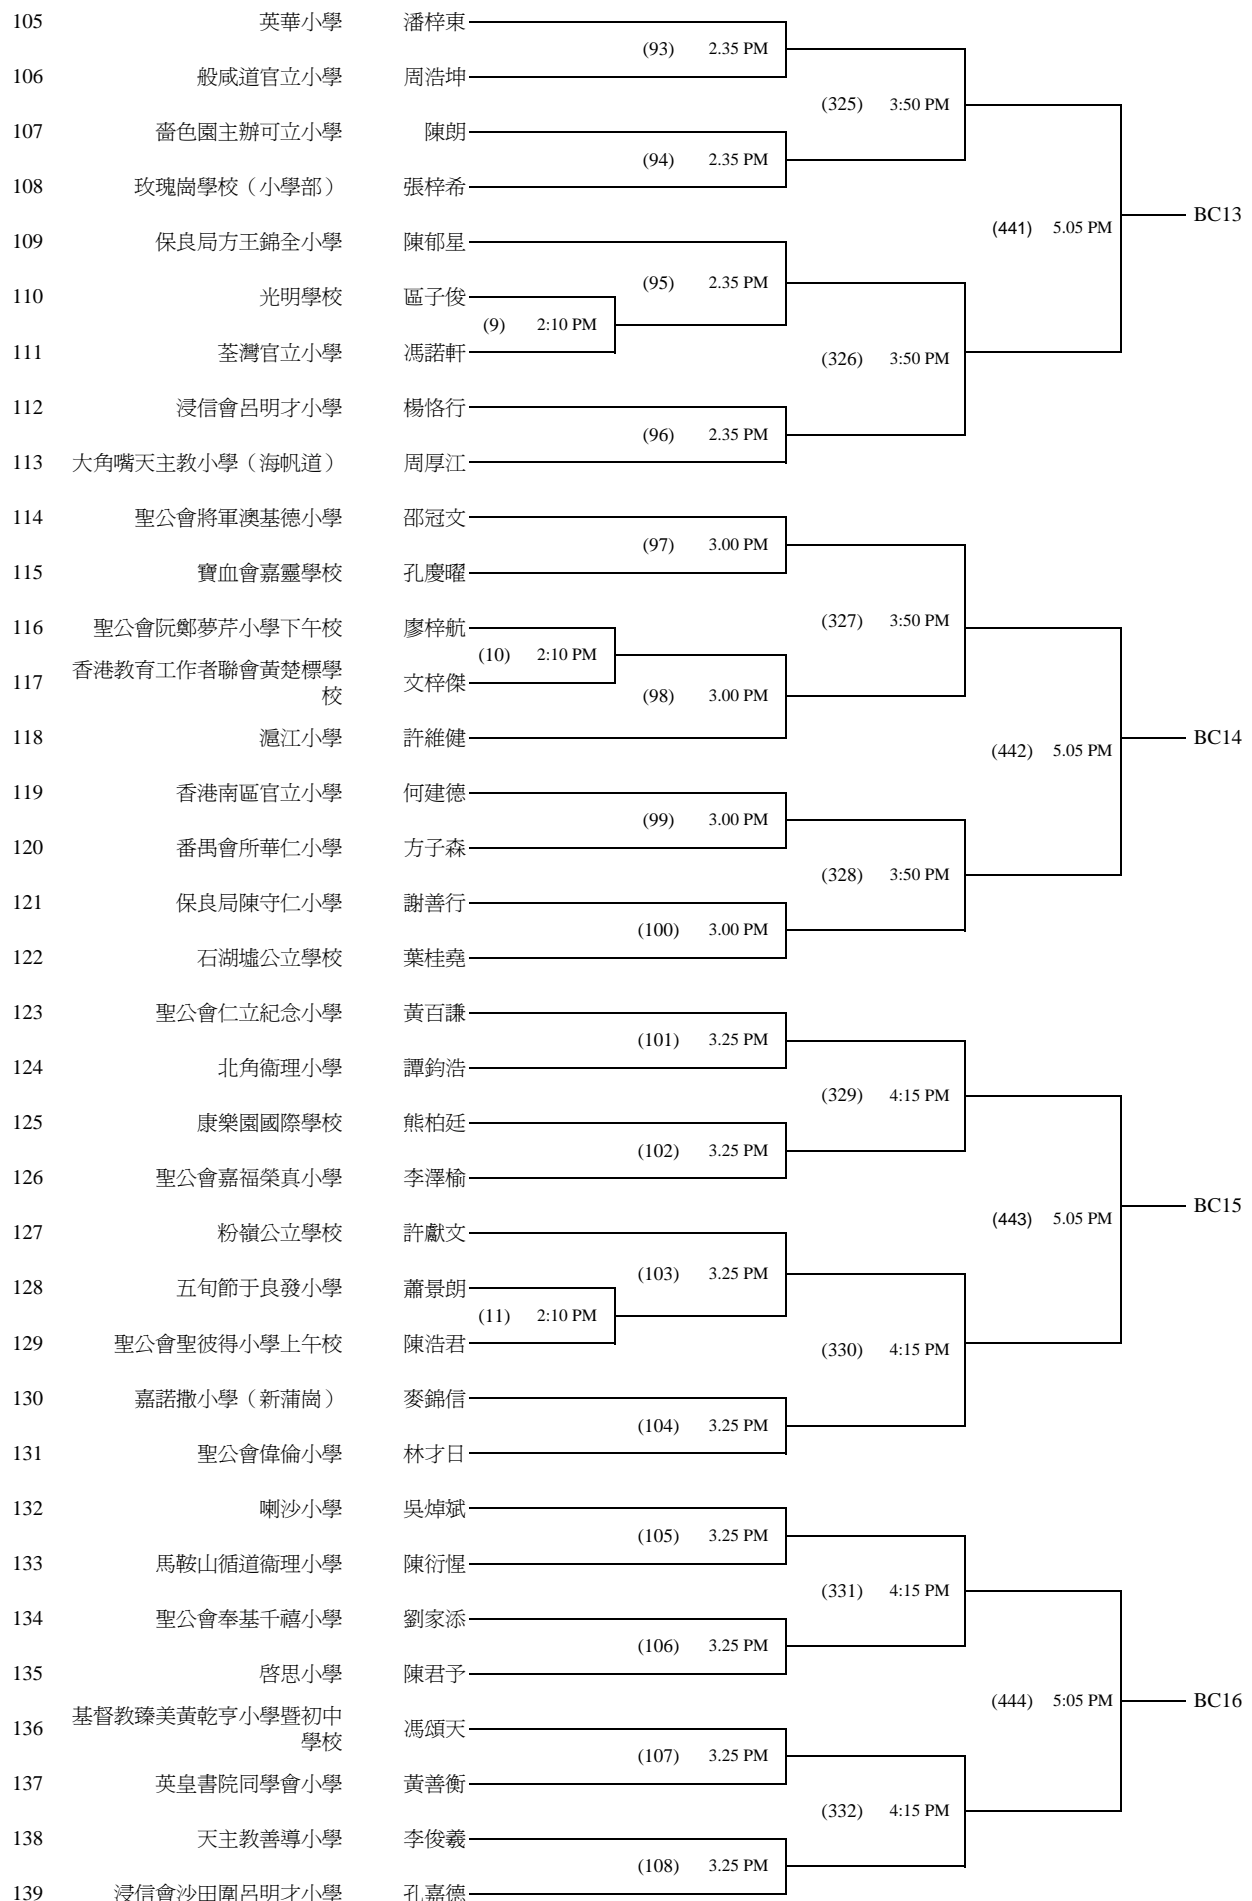 105 英華小學 潘梓東
(93) 2.35 PM
106 般咸道官立小學 周浩坤
(325) 3:50 PM
107 嗇色園主辦可立小學 陳朗
(94) 2.35 PM
108 玫瑰崗學校（小學部） 張梓希
BC13
(441) 5.05 PM
109 保良局方王錦全小學 陳郁星
(95) 2.35 PM
110 光明學校 區子俊
(9) 2:10 PM
111 荃灣官立小學 馮諾軒
(326) 3:50 PM
112 浸信會呂明才小學 楊恪行
(96) 2.35 PM
113 大角嘴天主教小學（海帆道） 周厚江
114 聖公會將軍澳基德小學 邵冠文
(97) 3.00 PM
115 寶血會嘉靈學校 孔慶曜
(327) 3:50 PM
116 聖公會阮鄭夢芹小學下午校 廖梓航
(10) 2:10 PM
117 香港教育工作者聯會黃楚標學
校 文梓傑
(98) 3.00 PM
118 滬江小學 許維健
(442) 5.05 PM
BC14
119 香港南區官立小學 何建德
(99) 3.00 PM
120 番禺會所華仁小學 方子森
(328) 3:50 PM
121 保良局陳守仁小學 謝善行
(100) 3.00 PM
122 石湖墟公立學校 葉桂堯
123 聖公會仁立紀念小學 黃百謙
(101) 3.25 PM
124 北角衞理小學 譚鈞浩
(329) 4:15 PM
125 康樂園國際學校 熊柏廷
(102) 3.25 PM
126 聖公會嘉福榮真小學 李澤榆
BC15
(443) 5.05 PM
127 粉嶺公立學校 許獻文
(103) 3.25 PM
128 五旬節于良發小學 蕭景朗
(11) 2:10 PM
129 聖公會聖彼得小學上午校 陳浩君
(330) 4:15 PM
130 嘉諾撒小學（新蒲崗） 麥錦信
(104) 3.25 PM
131 聖公會偉倫小學 林才日
132 喇沙小學 吳焯斌
(105) 3.25 PM
133 馬鞍山循道衞理小學 陳衍惺
(331) 4:15 PM
134 聖公會奉基千禧小學 劉家添
(106) 3.25 PM
135 啓思小學 陳君予
(444) 5:05 PM
BC16
136 基督教臻美黃乾亨小學暨初中
學校 馮頌天
(107) 3.25 PM
137 英皇書院同學會小學 黃善衡
(332) 4:15 PM
138 天主教善導小學 李俊羲
(108) 3.25 PM
139 浸信會沙田圍呂明才小學 孔嘉德